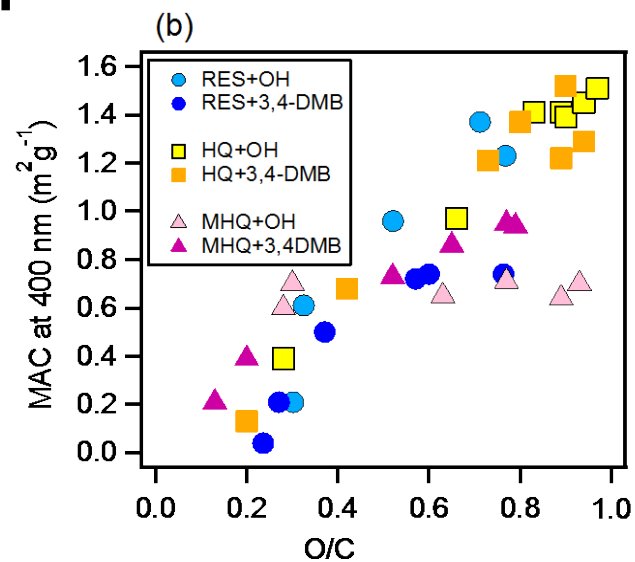 (b)
MAC at 400 nm (m²g⁻¹)
1.6
1.4
1.2
1.0
0.8
0.6
0.4
0.2
0.0
RES+OH
RES+3,4-DMB
HQ+OH
HQ+3,4-DMB
MHQ+OH
MHQ+3,4DMB
0.0 0.2 0.4 0.6 0.8 1.0
O/C